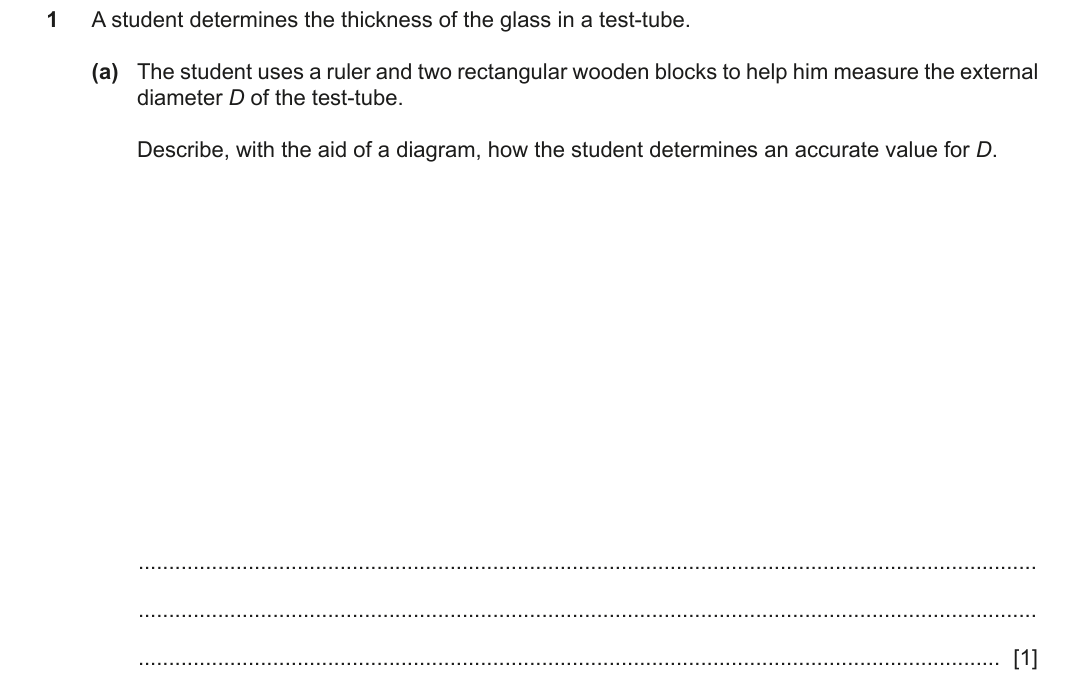 1 A student determines the thickness of the glass in a test-tube.
(a) The student uses a ruler and two rectangular wooden blocks to help him measure the external
diameter D of the test-tube.
Describe, with the aid of a diagram, how the student determines an accurate value for D.
..........................................................................................................................................................
..........................................................................................................................................................
.................................................................................................................................................... [1]